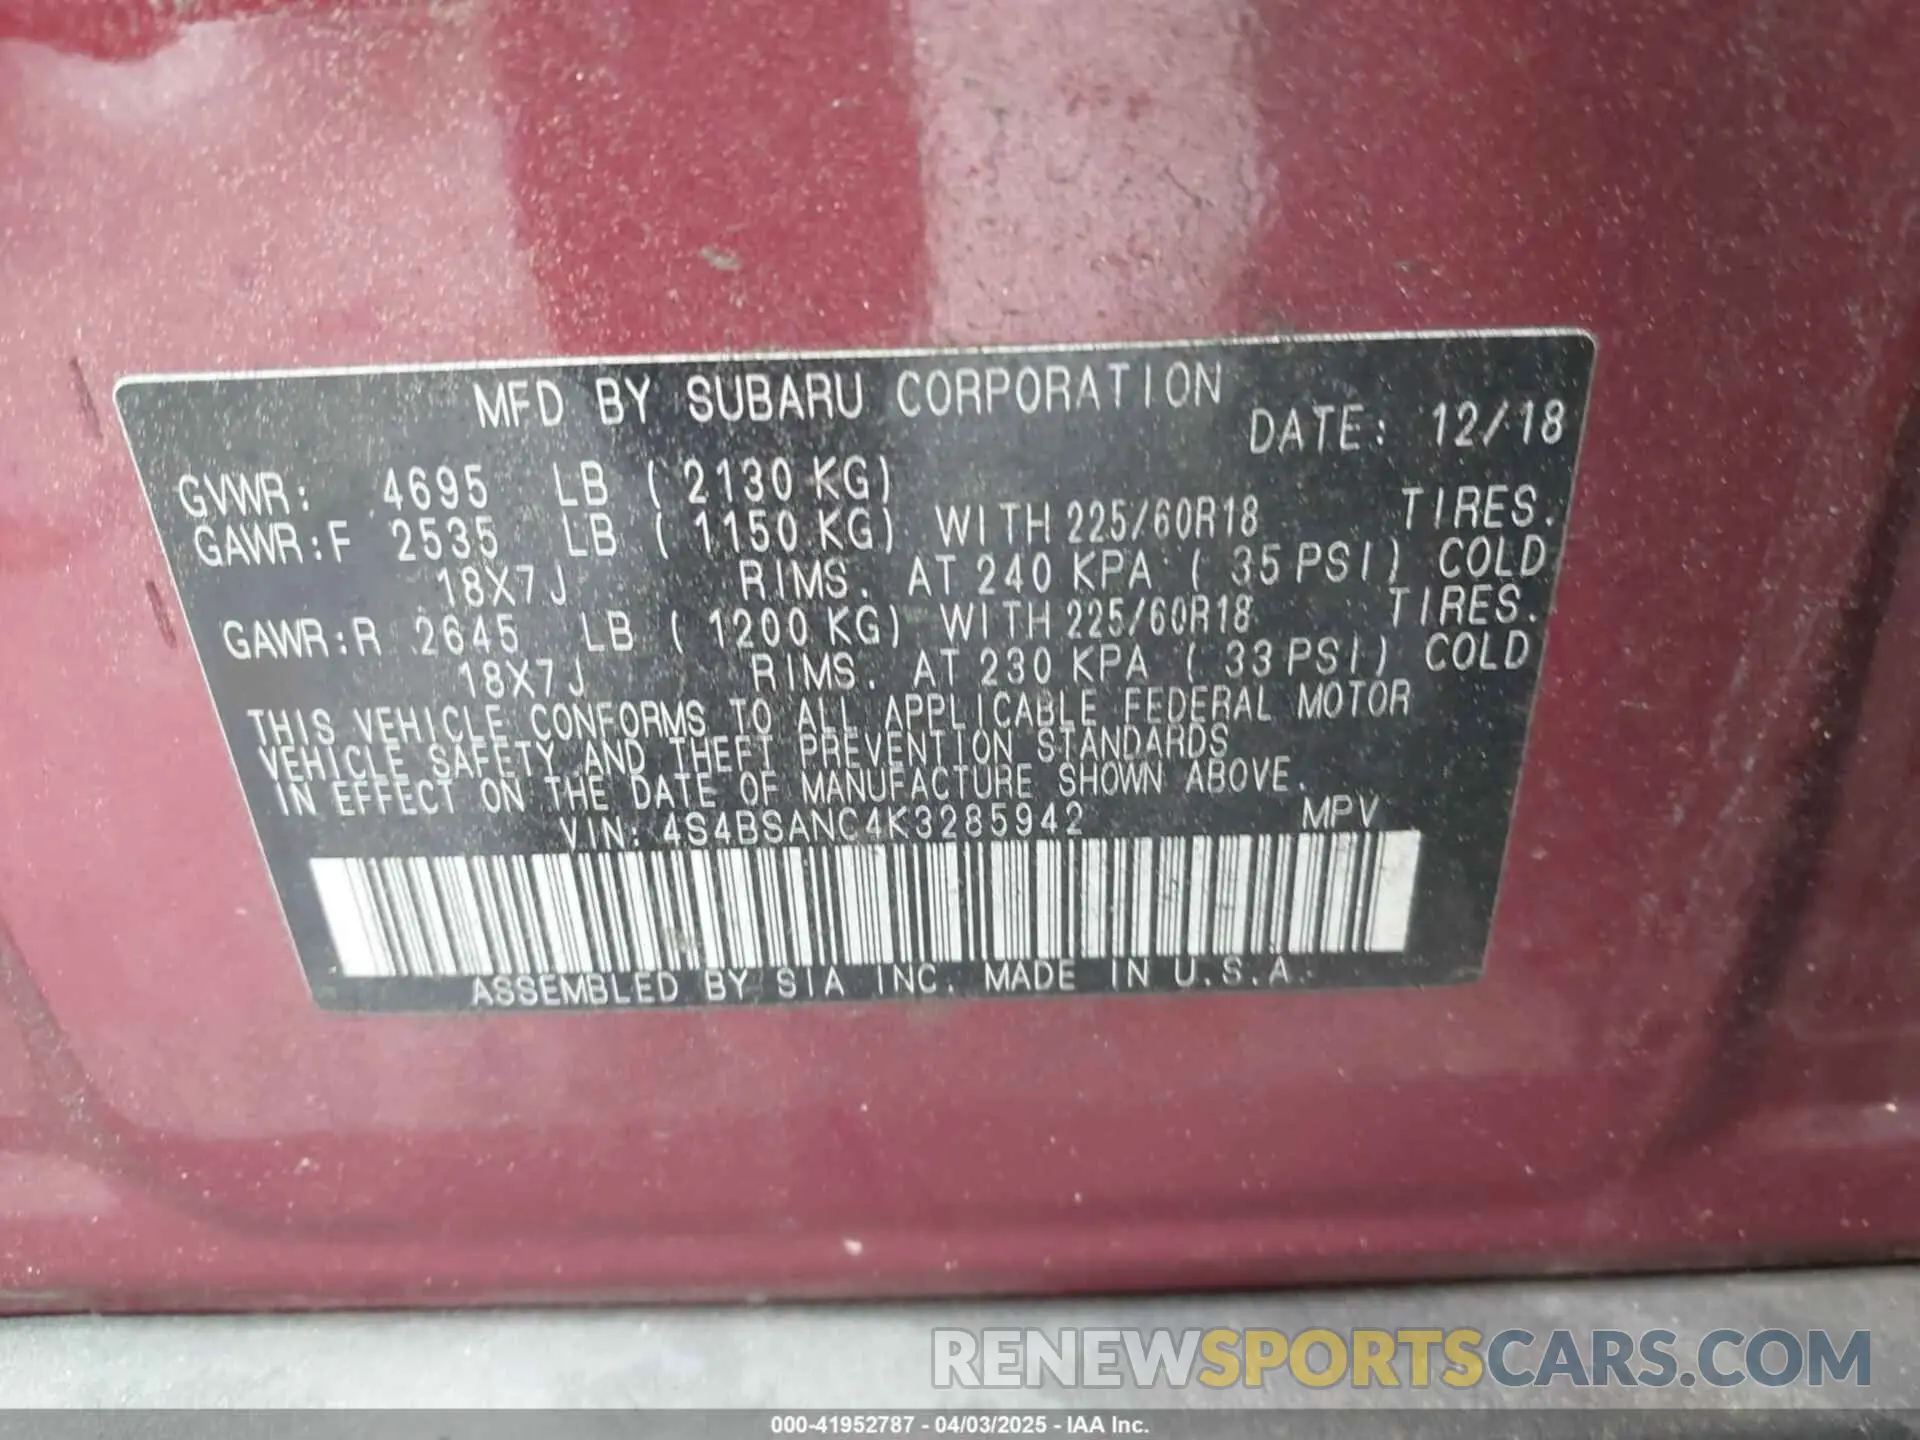 MFD BY SUBARU CORPORATION DATE: 12/18
GVWR: 4695 LB ( 2130 KG)
GAWR:F 2535 LB ( 1150 KG) WITH 225/60R18 TIRES.
18X7J RIMS. AT 240 KPA ( 35 PSI) COLD
GAWR:R 2645 LB ( 1200 KG) WITH 225/60R18 TIRES.
18X7J RIMS. AT 230 KPA ( 33 PSI) COLD
THIS VEHICLE CONFORMS TO ALL APPLICABLE FEDERAL MOTOR
VEHICLE SAFETY AND THEFT PREVENTION STANDARDS
IN EFFECT ON THE DATE OF MANUFACTURE SHOWN ABOVE.
VIN: 4S4BSANC4K3285942 MPV
ASSEMBLED BY SIA INC. MADE IN U.S.A.
RENEWSPORTSCARS.COM
000-41952787 - 04/03/2025 - IAA Inc.